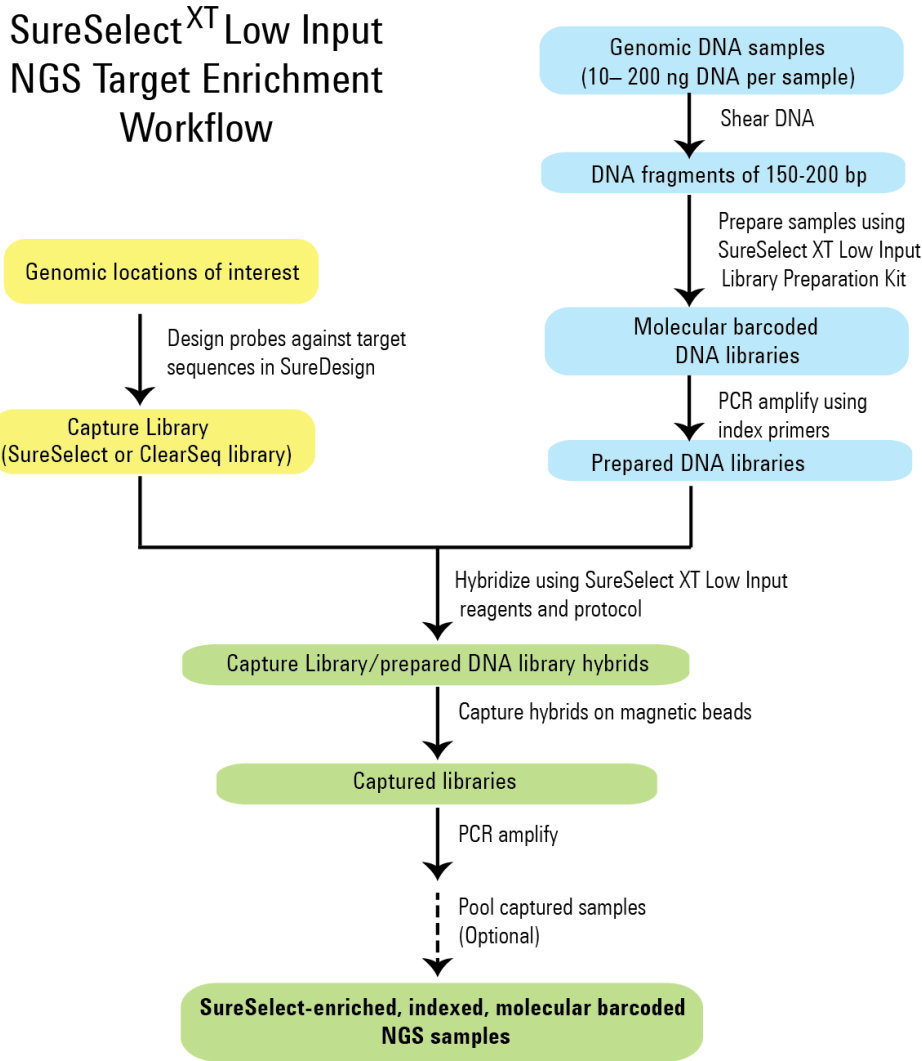 SureSelect XT Low Input
NGS Target Enrichment
Workflow
Genomic DNA samples
(10– 200 ng DNA per sample)
Shear DNA
DNA fragments of 150-200 bp
Prepare samples using
SureSelect XT Low Input
Library Preparation Kit
Molecular barcoded
DNA libraries
PCR amplify using
index primers
Prepared DNA libraries
Genomic locations of interest
Design probes against target
sequences in SureDesign
Capture Library
(SureSelect or ClearSeq library)
Hybridize using SureSelect XT Low Input
reagents and protocol
Capture Library/prepared DNA library hybrids
Capture hybrids on magnetic beads
Captured libraries
PCR amplify
Pool captured samples
(Optional)
SureSelect-enriched, indexed, molecular barcoded
NGS samples